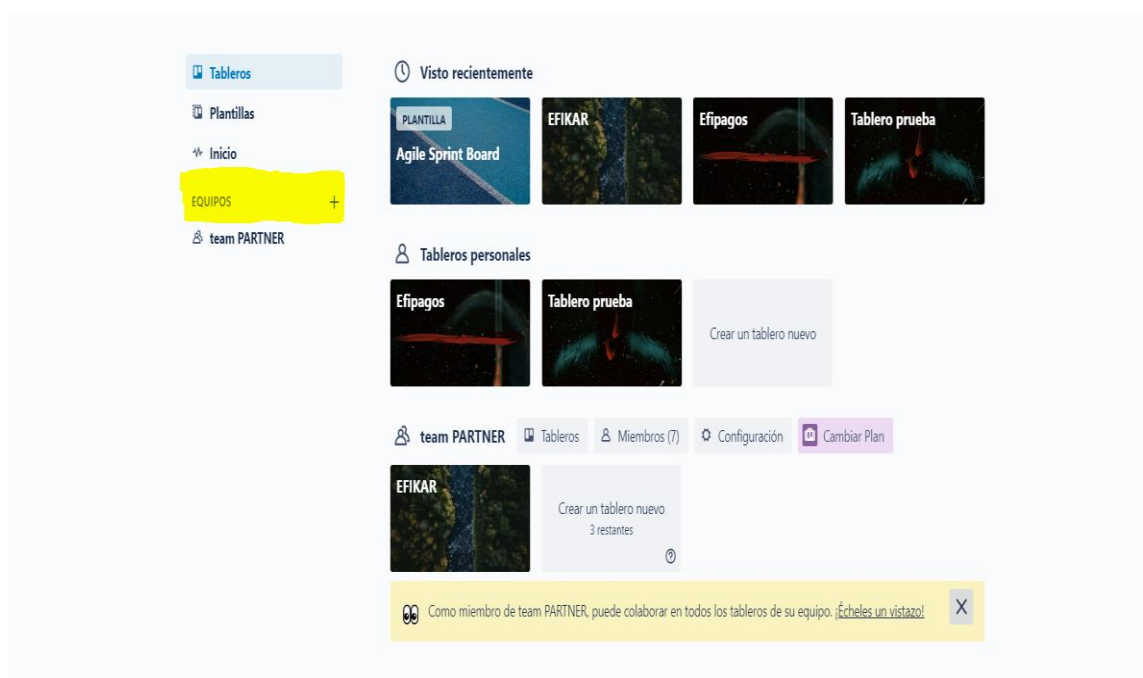 Tableros
Plantillas
Inicio
EQUIPOS +
team PARTNER
Visto recientemente
PLANTILLA
Agile Sprint Board
EFIKAR
Efipagos
Tablero prueba
Tableros personales
Efipagos
Tablero prueba
Crear un tablero nuevo
team PARTNER Tableros Miembros (7) Configuración Cambiar Plan
EFIKAR
Crear un tablero nuevo
3 restantes
Como miembro de team PARTNER, puede colaborar en todos los tableros de su equipo. ¡Écheles un vistazo! X